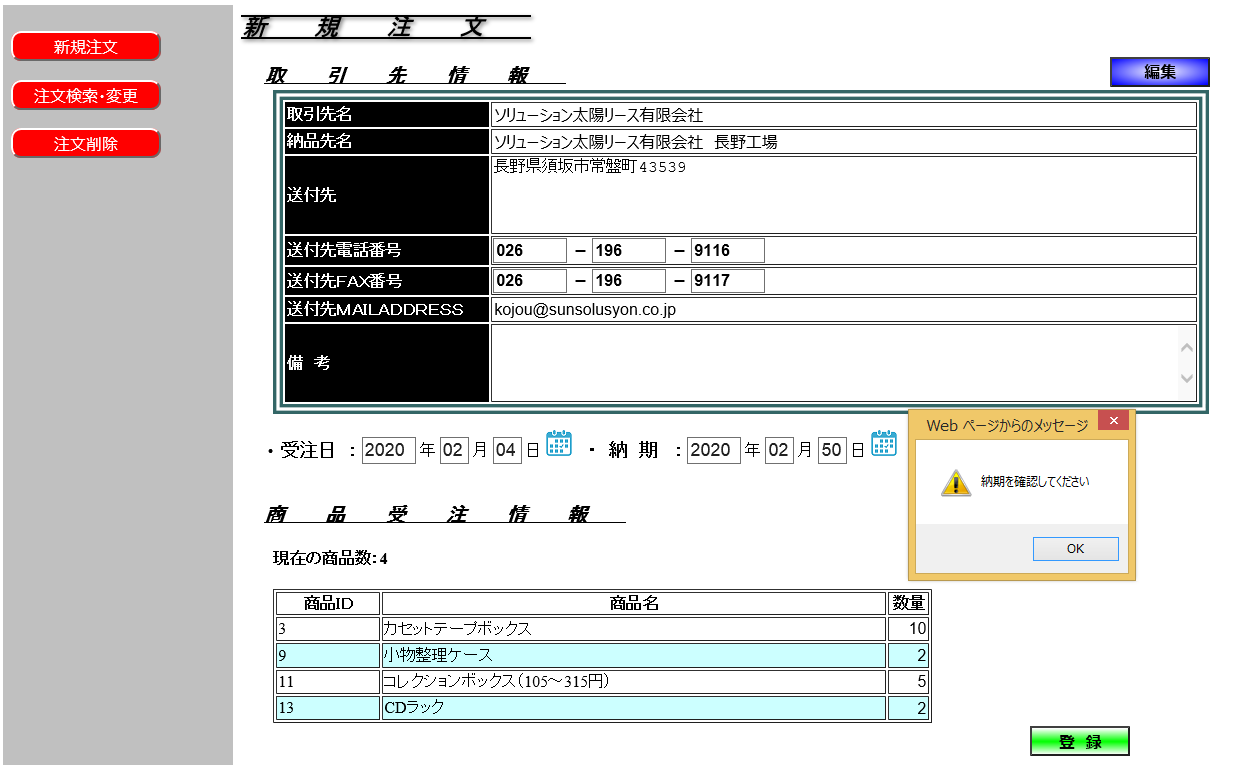 新規注文
注文検索・変更
注文削除
新規注文
取引先情報
編集
取引先名 ソリューション太陽リース有限会社
納品先名 ソリューション太陽リース有限会社　長野工場
送付先 長野県須坂市常盤町43539
送付先電話番号 026 － 196 － 9116
送付先FAX番号 026 － 196 － 9117
送付先MAILADDRESS kojou@sunsolusyon.co.jp
備 考
・受注日 ： 2020 年 02 月 04 日 ・ 納 期 ： 2020 年 02 月 50 日
Web ページからのメッセージ
納期を確認してください
OK
商品受注情報
現在の商品数：4
商品ID 商品名 数量
3 カセットテープボックス 10
9 小物整理ケース 2
11 コレクションボックス（105～315円） 5
13 CDラック 2
登 録